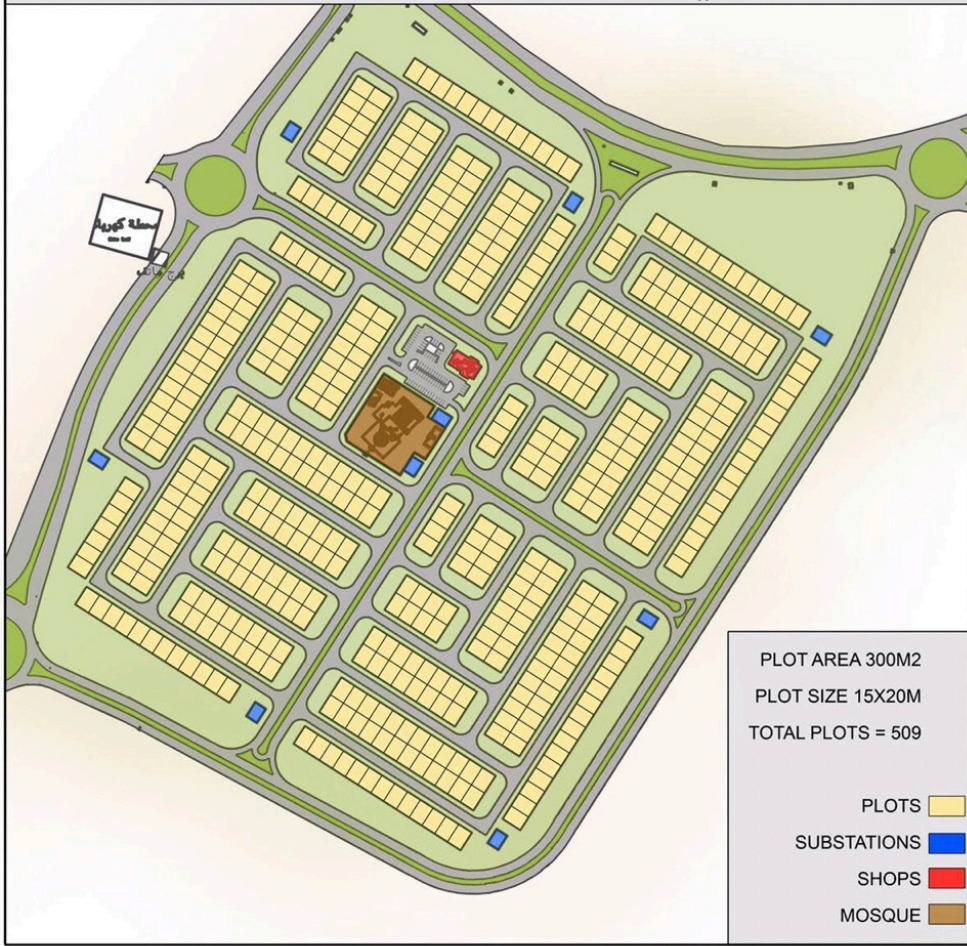 محطة كهرباء
PLOT AREA 300M2
PLOT SIZE 15X20M
TOTAL PLOTS = 509
PLOTS
SUBSTATIONS
SHOPS
MOSQUE